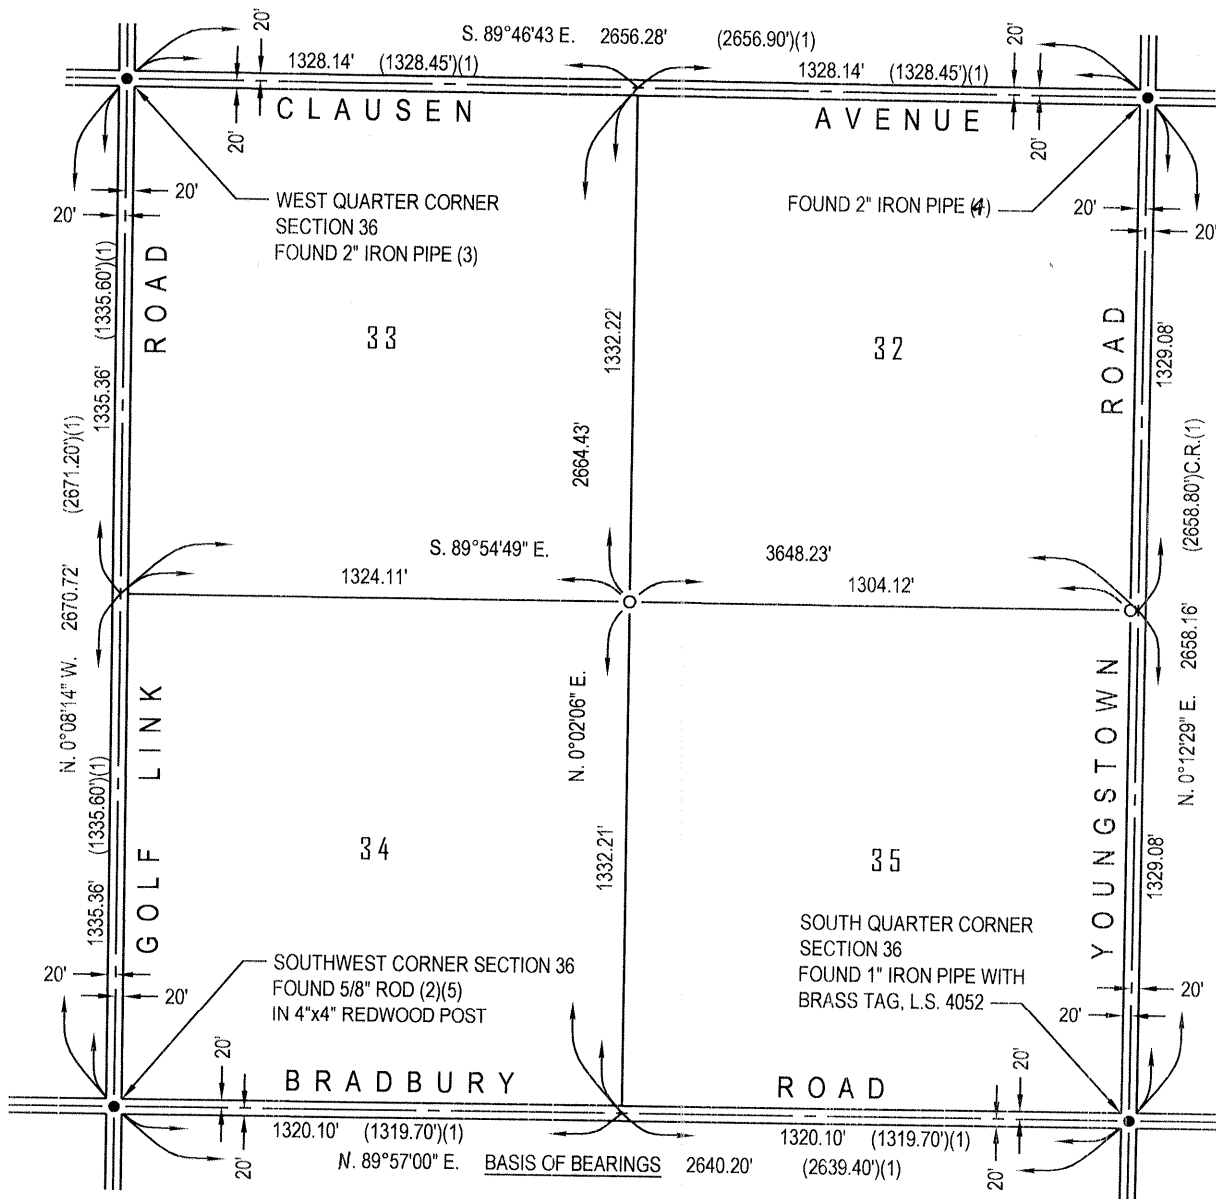 S. 89°46'43 E. 2656.28' (2656.90')(1)
20'
20'
1328.14' (1328.45')(1)
1328.14' (1328.45')(1)
CLAUSEN
AVENUE
20'
20'
20'
20'
WEST QUARTER CORNER
SECTION 36
FOUND 2" IRON PIPE (3)
FOUND 2" IRON PIPE (4)
20'
20'
ROAD
(1335.60')(1)
1335.36'
33
1332.22'
32
ROAD
1329.08'
(2671.20')(1)
2664.43'
(2658.80')C.R.(1)
S. 89°54'49" E.
3648.23'
1324.11'
1304.12'
N. 0°08'14" W. 2670.72'
N. 0°02'06" E.
N. 0°12'29" E. 2658.16'
GOLF LINK
YOUNGSTOWN
(1335.60')(1)
1335.36'
34
1332.21'
35
1329.08'
SOUTH QUARTER CORNER
SECTION 36
FOUND 1" IRON PIPE WITH
BRASS TAG, L.S. 4052
SOUTHWEST CORNER SECTION 36
FOUND 5/8" ROD (2)(5)
IN 4"x4" REDWOOD POST
20'
20'
20'
20'
20'
20'
BRADBURY
ROAD
1320.10' (1319.70')(1)
1320.10' (1319.70')(1)
20'
20'
N. 89°57'00" E. BASIS OF BEARINGS 2640.20' (2639.40')(1)